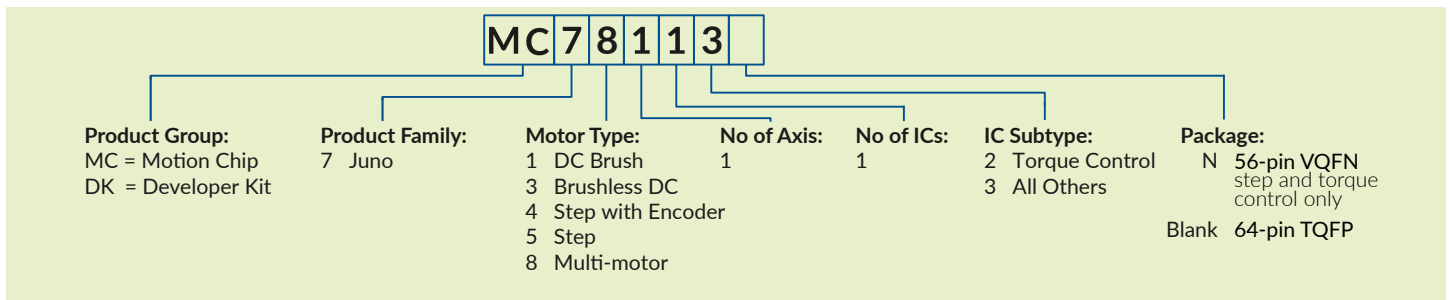 MC78113
Product Group:
MC = Motion Chip
DK = Developer Kit
Product Family:
7 Juno
Motor Type:
1 DC Brush
3 Brushless DC
4 Step with Encoder
5 Step
8 Multi-motor
No of Axis:
1
No of ICs:
1
IC Subtype:
2 Torque Control
3 All Others
Package:
N 56-pin VQFN
step and torque
control only
Blank 64-pin TQFP